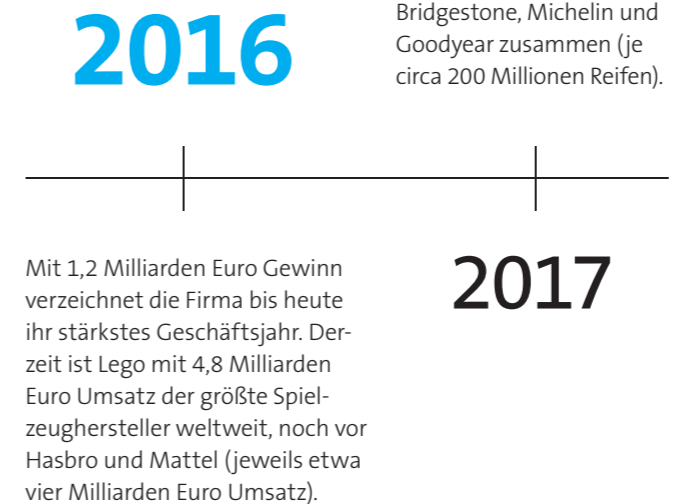 2016
Mit 1,2 Milliarden Euro Gewinn
verzeichnet die Firma bis heute
ihr stärkstes Geschäftsjahr. Der-
zeit ist Lego mit 4,8 Milliarden
Euro Umsatz der größte Spiel-
zeughersteller weltweit, noch vor
Hasbro und Mattel (jeweils etwa
vier Milliarden Euro Umsatz).
Bridgestone, Michelin und
Goodyear zusammen (je
circa 200 Millionen Reifen).
2017